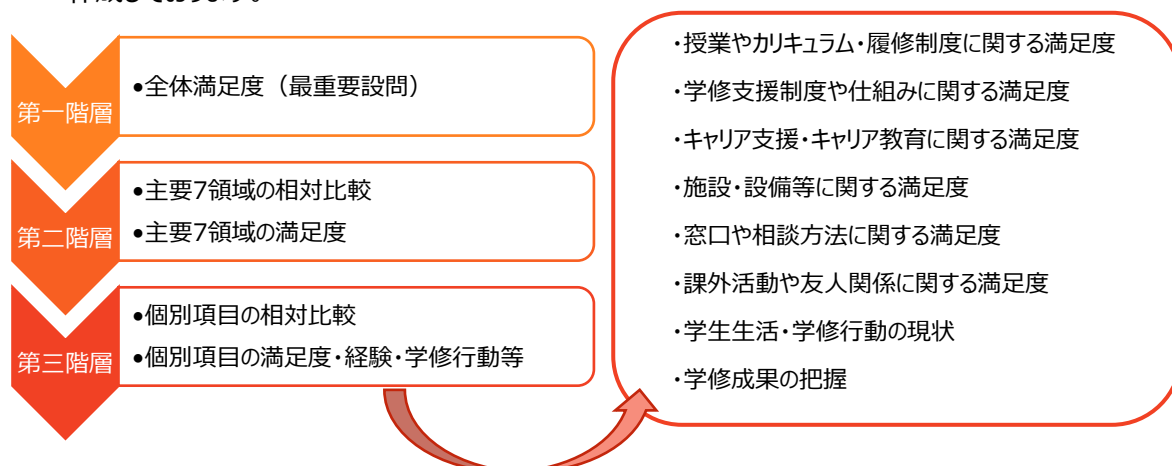 作成しております。
第一階層
•全体満足度（最重要設問）
第二階層
•主要7領域の相対比較
•主要7領域の満足度
第三階層
•個別項目の相対比較
•個別項目の満足度・経験・学修行動等
・授業やカリキュラム・履修制度に関する満足度
・学修支援制度や仕組みに関する満足度
・キャリア支援・キャリア教育に関する満足度
・施設・設備等に関する満足度
・窓口や相談方法に関する満足度
・課外活動や友人関係に関する満足度
・学生生活・学修行動の現状
・学修成果の把握